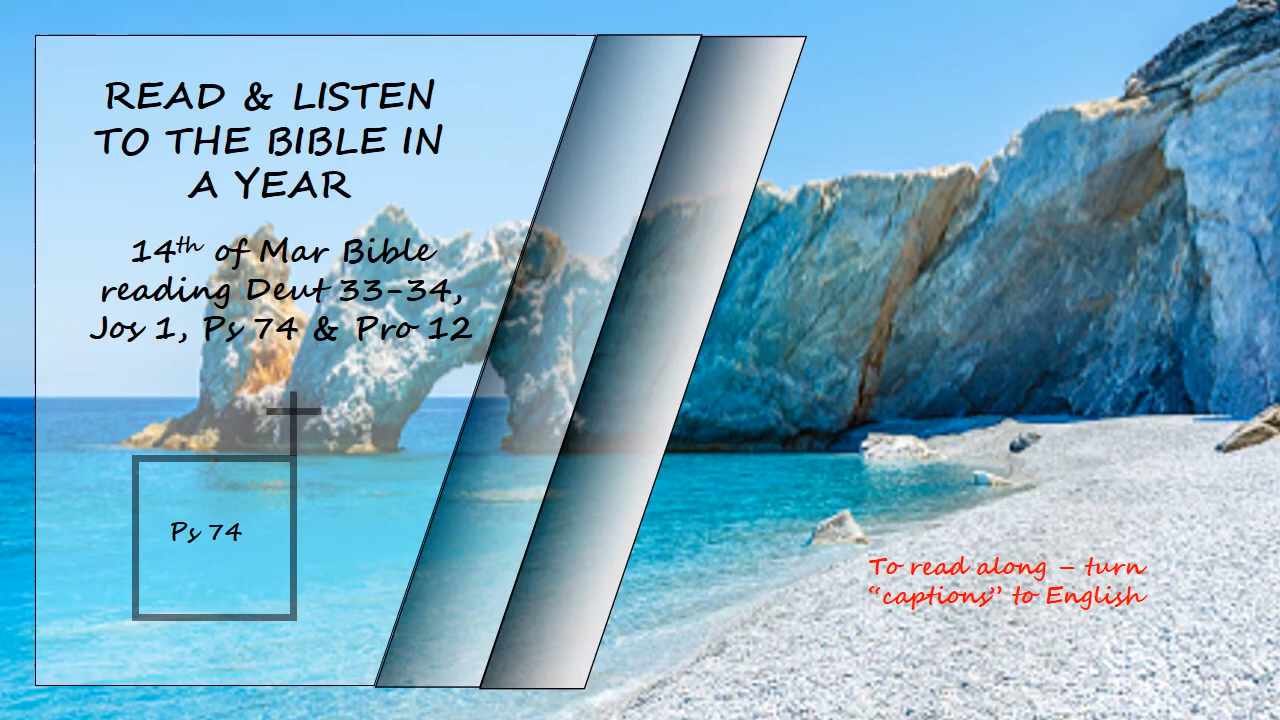 READ & LISTEN
TO THE BIBLE IN
A YEAR
14th of Mar Bible
reading Deut 33-34,
Jos 1, Ps 74 & Pro 12
Ps 74
To read along – turn
“captions” to English